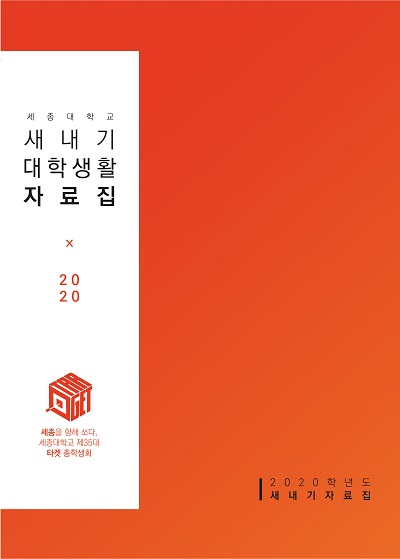 세종대학교
새내기
대학생활
자료집
x
20
20
세종을 향해 쏘다,
세종대학교 제35대
타겟 총학생회
2020학년도
새내기자료집